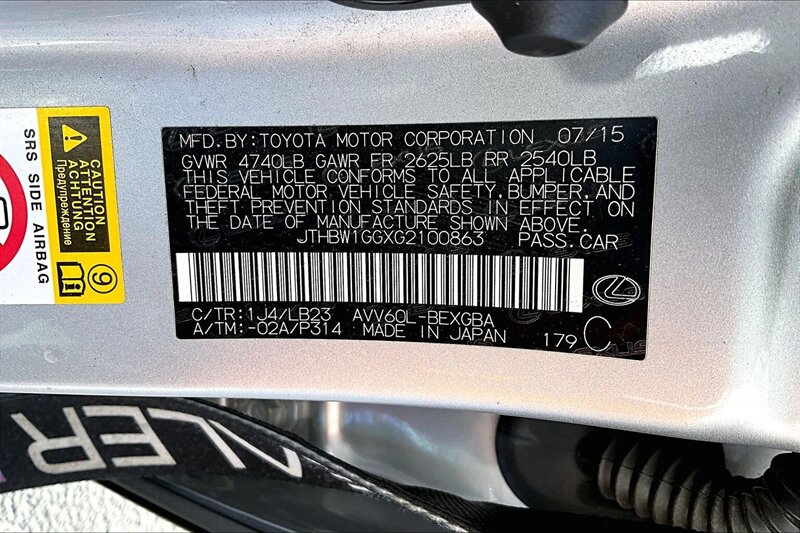 MFD. BY: TOYOTA MOTOR CORPORATION 07/15
GVWR 4740LB GAWR FR 2625LB RR 2540LB
THIS VEHICLE CONFORMS TO ALL APPLICABLE
FEDERAL MOTOR VEHICLE SAFETY, BUMPER, AND
THEFT PREVENTION STANDARDS IN EFFECT ON
THE DATE OF MANUFACTURE SHOWN ABOVE.
JTHBW1GGXG2100863 PASS. CAR
C/TR: 1J4/LB23 AVV60L-BEXGBA
A/TM: -02A/P314 MADE IN JAPAN
179 C
SRS SIDE AIRBAG
CAUTION
ATTENTION
ACHTUNG
Предупреждение
9